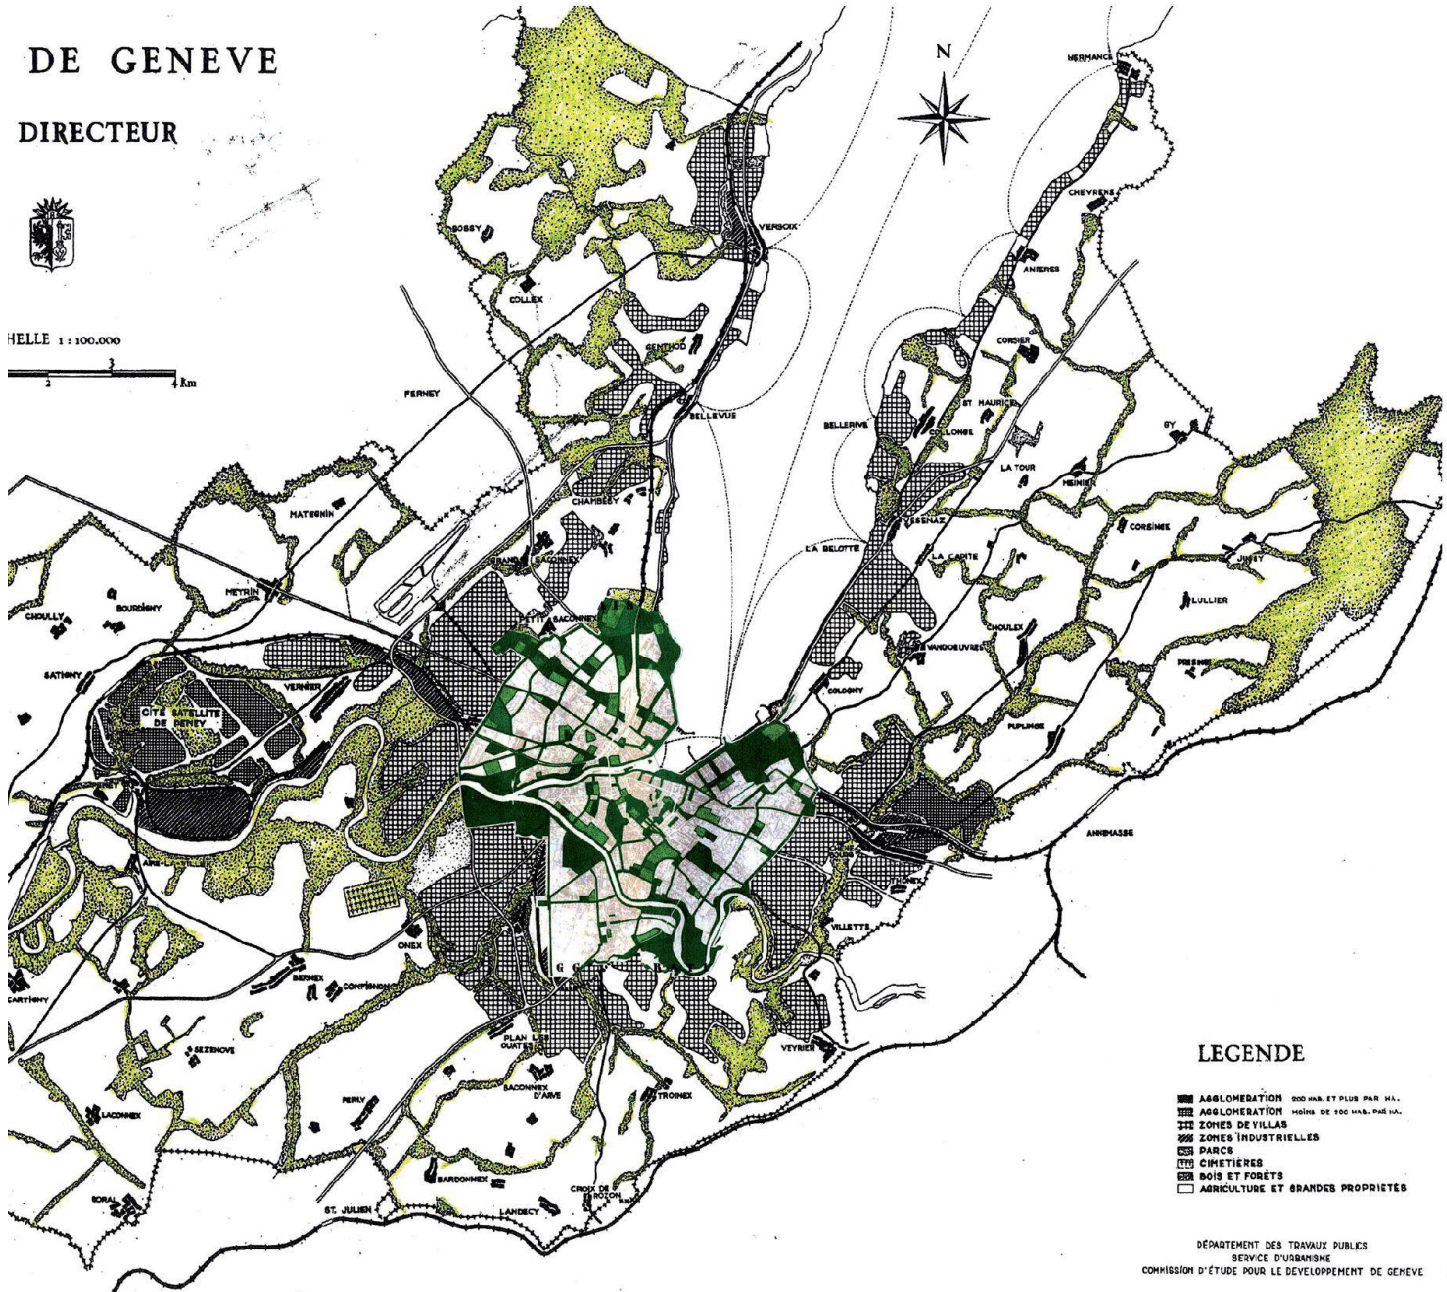 DE GENEVE
DIRECTEUR
HELLE 1:100.000
3
2
4 Km
N
HERMANCE
CHEVRENS
ANIERES
CORSIER
ST MAURICE
COLLONGE
BELLERIVE
LA TOUR
MEINIER
GY
CORSINGE
JUSSY
LULLIER
PRESINGE
VESENAZ
LA BELOTTE
LA CAPITE
CHOULEX
VANDOEUVRES
COLOGNY
PUPLINGE
ANNEMASSE
VILLETTE
VEYRIER
BOSSY
COLLEX
VERSOIX
GENTHOD
BELLEVUE
FERNEY
CHAMBESY
GRAND SACONNEX
PETIT SACONNEX
MATEGNIN
MEYRIN
BOURDIGNY
CHOULLY
SATIGNY
VERNIER
CITÉ SATELLITE
DE PENEY
PENEY
ONEX
BERNEX
CONFIGNON
CARTIGNY
SEZENOVE
LACONNEX
PERLY
PLAN LES
OUATES
SACONNEX
D'ARVE
TROINEX
BARDONNEX
LANDECY
CROIX DE
ROZON
SORAL
ST. JULIEN
LEGENDE
AGGLOMERATION 200 HAB. ET PLUS PAR HA.
AGGLOMERATION MOINS DE 200 HAB. PAR HA.
ZONES DE VILLAS
ZONES INDUSTRIELLES
PARCS
CIMETIÈRES
BOIS ET FORÊTS
AGRICULTURE ET GRANDES PROPRIETÉS
DÉPARTEMENT DES TRAVAUX PUBLICS
SERVICE D'URBANISME
COMMISSION D'ÉTUDE POUR LE DEVELOPPEMENT DE GENÈVE